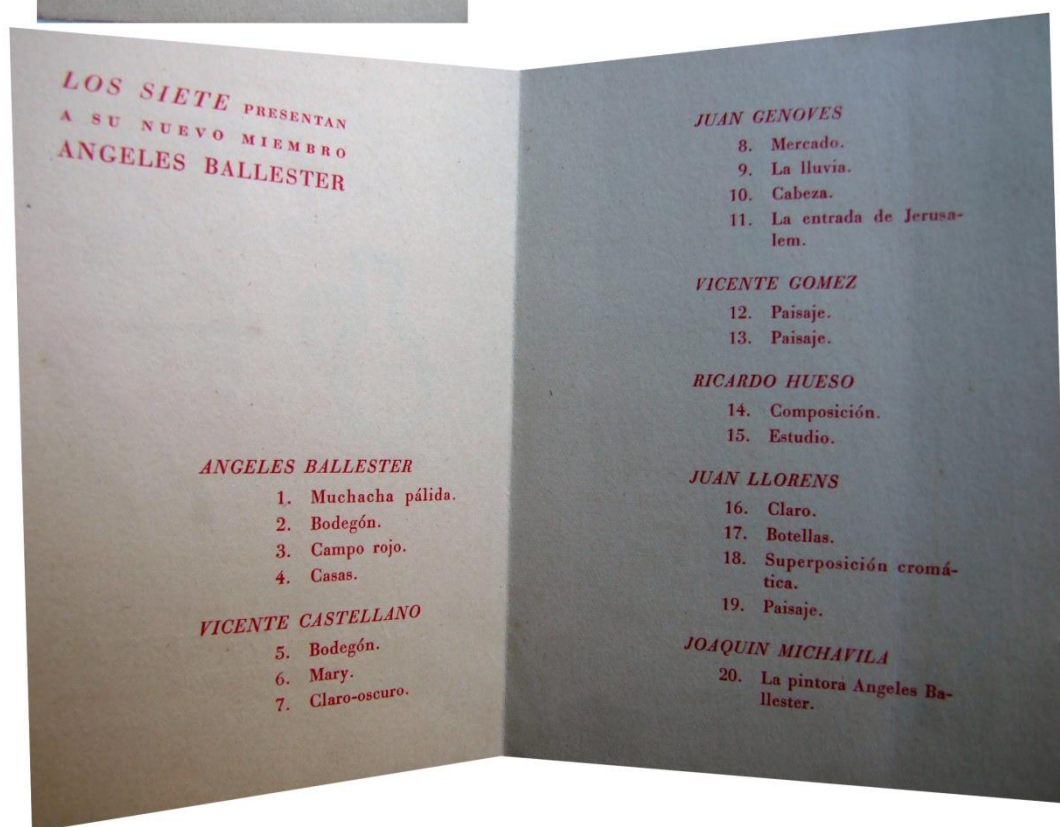 LOS SIETE PRESENTAN
A SU NUEVO MIEMBRO
ANGELES BALLESTER
ANGELES BALLESTER
1. Muchacha pálida.
2. Bodegón.
3. Campo rojo.
4. Casas.
VICENTE CASTELLANO
5. Bodegón.
6. Mary.
7. Claro-oscuro.
JUAN GENOVES
8. Mercado.
9. La lluvia.
10. Cabeza.
11. La entrada de Jerusa-
lem.
VICENTE GOMEZ
12. Paisaje.
13. Paisaje.
RICARDO HUESO
14. Composición.
15. Estudio.
JUAN LLORENS
16. Claro.
17. Botellas.
18. Superposición cromá-
tica.
19. Paisaje.
JOAQUIN MICHAVILA
20. La pintora Angeles Ba-
llester.